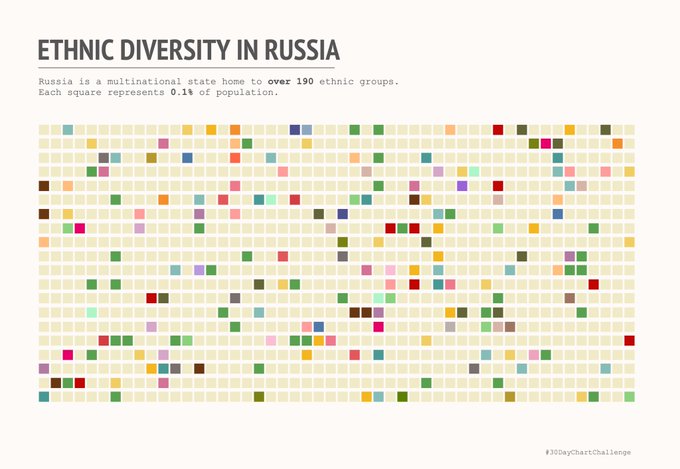 ETHNIC DIVERSITY IN RUSSIA
Russia is a multinational state home to over 190 ethnic groups.
Each square represents 0.1% of population.
#30DayChartChallenge